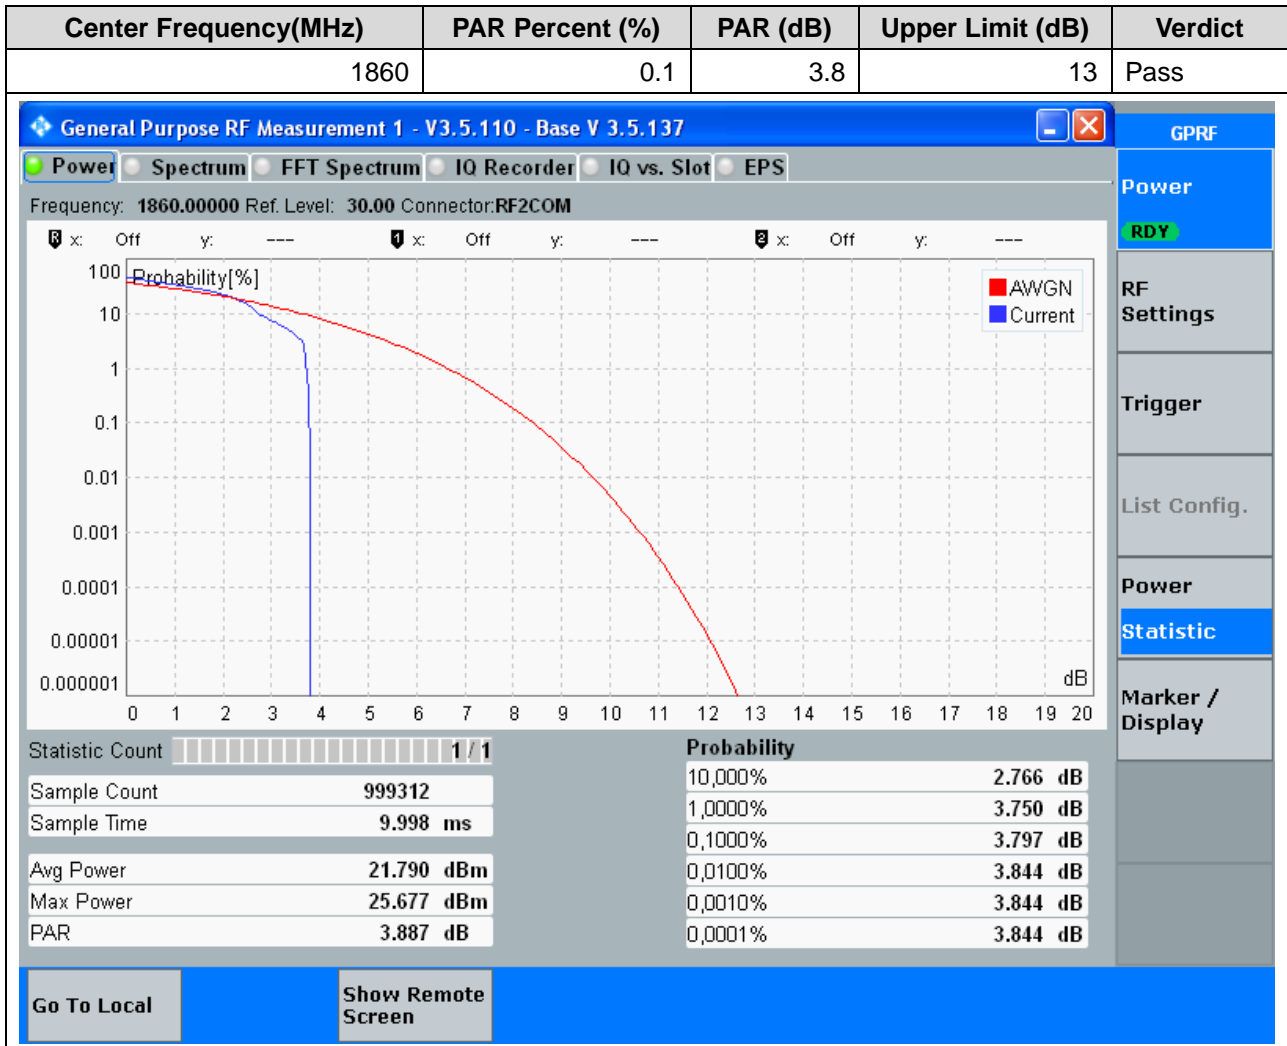 Center Frequency(MHz) PAR Percent (%) PAR (dB) Upper Limit (dB) Verdict
1860 0.1 3.8 13 Pass
General Purpose RF Measurement 1 - V3.5.110 - Base V 3.5.137
GPRF
Power Spectrum FFT Spectrum IQ Recorder IQ vs. Slot EPS
Frequency: 1860.00000 Ref. Level: 30.00 Connector:RF2COM
R x: Off y: --- 1 x: Off y: --- 2 x: Off y: ---
Probability[%]
AWGN
Current
100
10
1
0.1
0.01
0.001
0.0001
0.00001
0.000001
dB
0 1 2 3 4 5 6 7 8 9 10 11 12 13 14 15 16 17 18 19 20
Statistic Count 1 / 1
Sample Count 999312
Sample Time 9.998 ms
Avg Power 21.790 dBm
Max Power 25.677 dBm
PAR 3.887 dB
Probability
10,000% 2.766 dB
1,0000% 3.750 dB
0,1000% 3.797 dB
0,0100% 3.844 dB
0,0010% 3.844 dB
0,0001% 3.844 dB
Power
RDY
RF
Settings
Trigger
List Config.
Power
Statistic
Marker /
Display
Go To Local
Show Remote
Screen